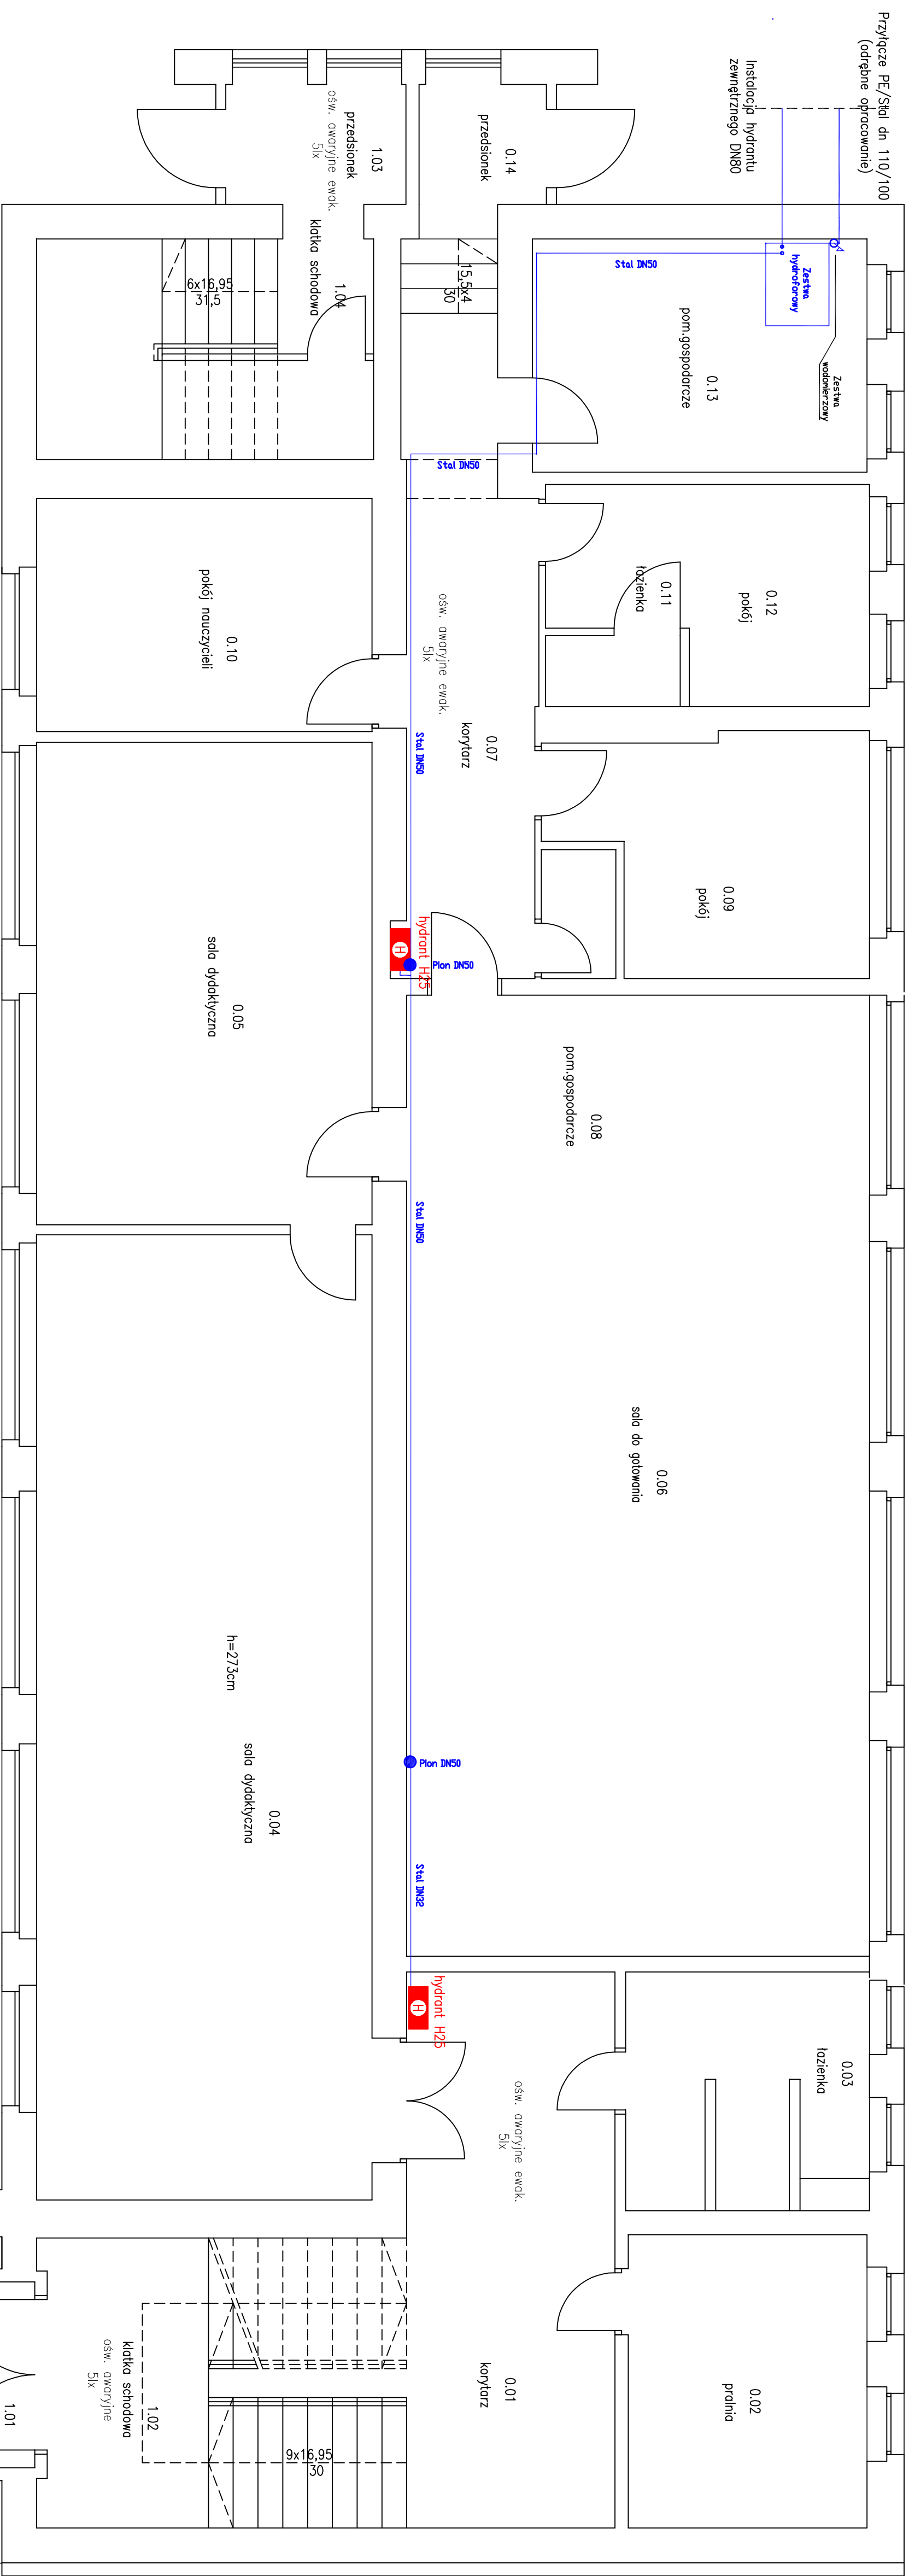 Przyłącze PE/Stal dn 110/100
(odrębne opracowanie)
Instalacja hydrantu
zewnętrznego DN80
Zestwa
hydroforowy
Zestwa
wodomierzowy
Stal DN50
0.13
pom.gospodarcze
0.14
przedsionek
15,5x4
30
1.03
przedsionek
ośw. awaryjne ewak.
5lx
1.04
klatka schodowa
6x16,95
31,5
Stal DN50
0.12
pokój
0.11
łazienka
ośw. awaryjne ewak.
5lx
0.10
pokój nauczycieli
0.07
korytarz
Stal DN50
0.09
pokój
hydrant H25
H
Pion DN50
0.05
sala dydaktyczna
0.08
pom.gospodarcze
Stal DN50
0.06
sala do gotowania
h=273cm
0.04
sala dydaktyczna
Pion DN50
Stal DN32
hydrant H25
H
0.03
łazienka
ośw. awaryjne ewak.
5lx
0.02
pralnia
0.01
korytarz
9x16,95
30
1.02
klatka schodowa
ośw. awaryjne
5lx
1.01